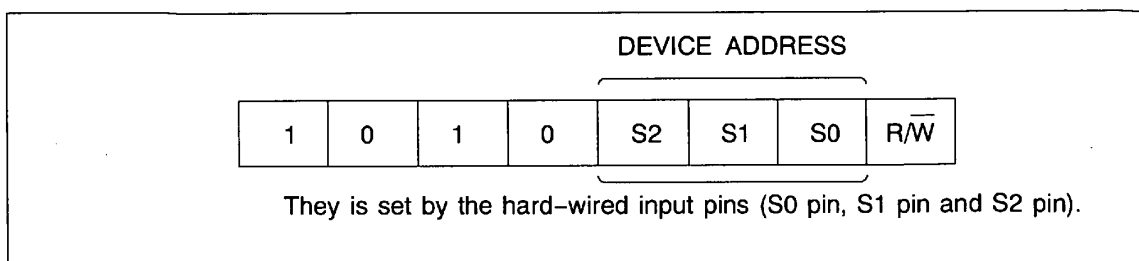 DEVICE ADDRESS
1 0 1 0 S2 S1 S0 R/W̅
They is set by the hard–wired input pins (S0 pin, S1 pin and S2 pin).